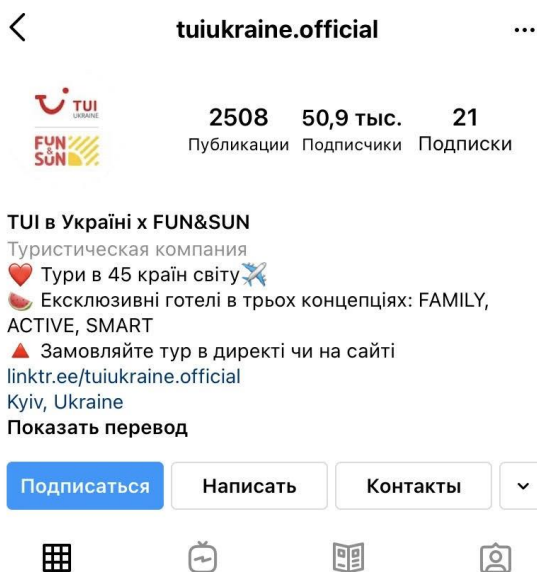 tuiukraine.official
TUI
UKRAINE
FUN
&
SUN
2508 50,9 тыс. 21
Публикации Подписчики Подписки
TUI в Україні x FUN&SUN
Туристическая компания
❤️ Тури в 45 країн світу✈️
🍉 Ексклюзивні готелі в трьох концепціях: FAMILY,
ACTIVE, SMART
🔺 Замовляйте тур в директі чи на сайті
linktr.ee/tuiukraine.official
Kyiv, Ukraine
Показать перевод
Подписаться Написать Контакты